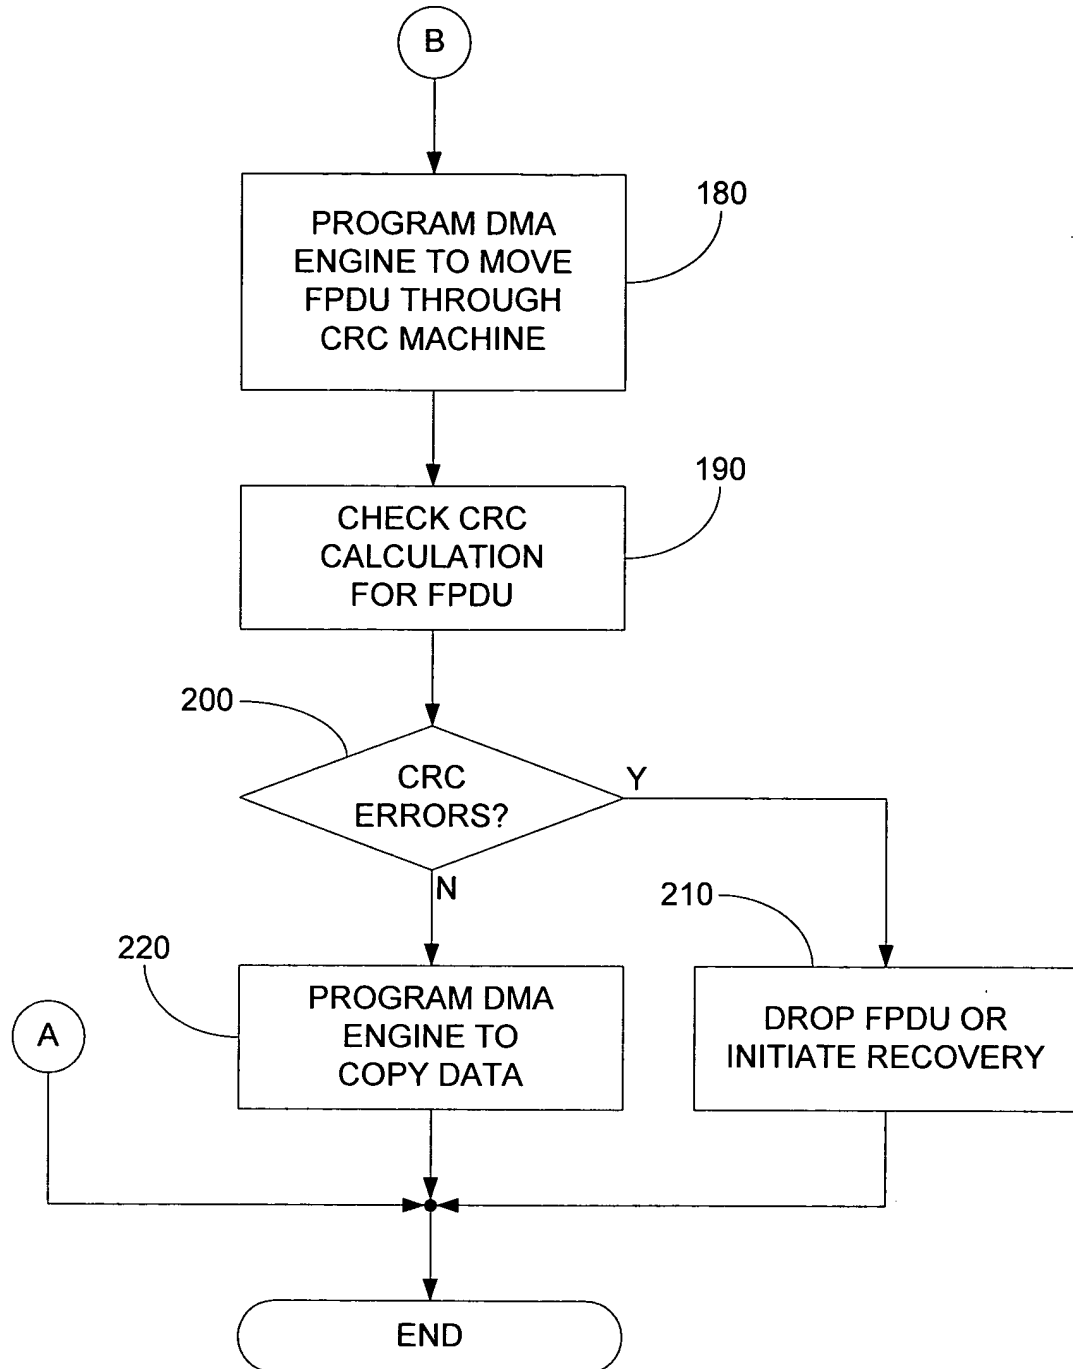 B
PROGRAM DMA
ENGINE TO MOVE
FPDU THROUGH
CRC MACHINE
180
CHECK CRC
CALCULATION
FOR FPDU
190
200
CRC
ERRORS?
Y
N
210
220
PROGRAM DMA
ENGINE TO
COPY DATA
DROP FPDU OR
INITIATE RECOVERY
A
END